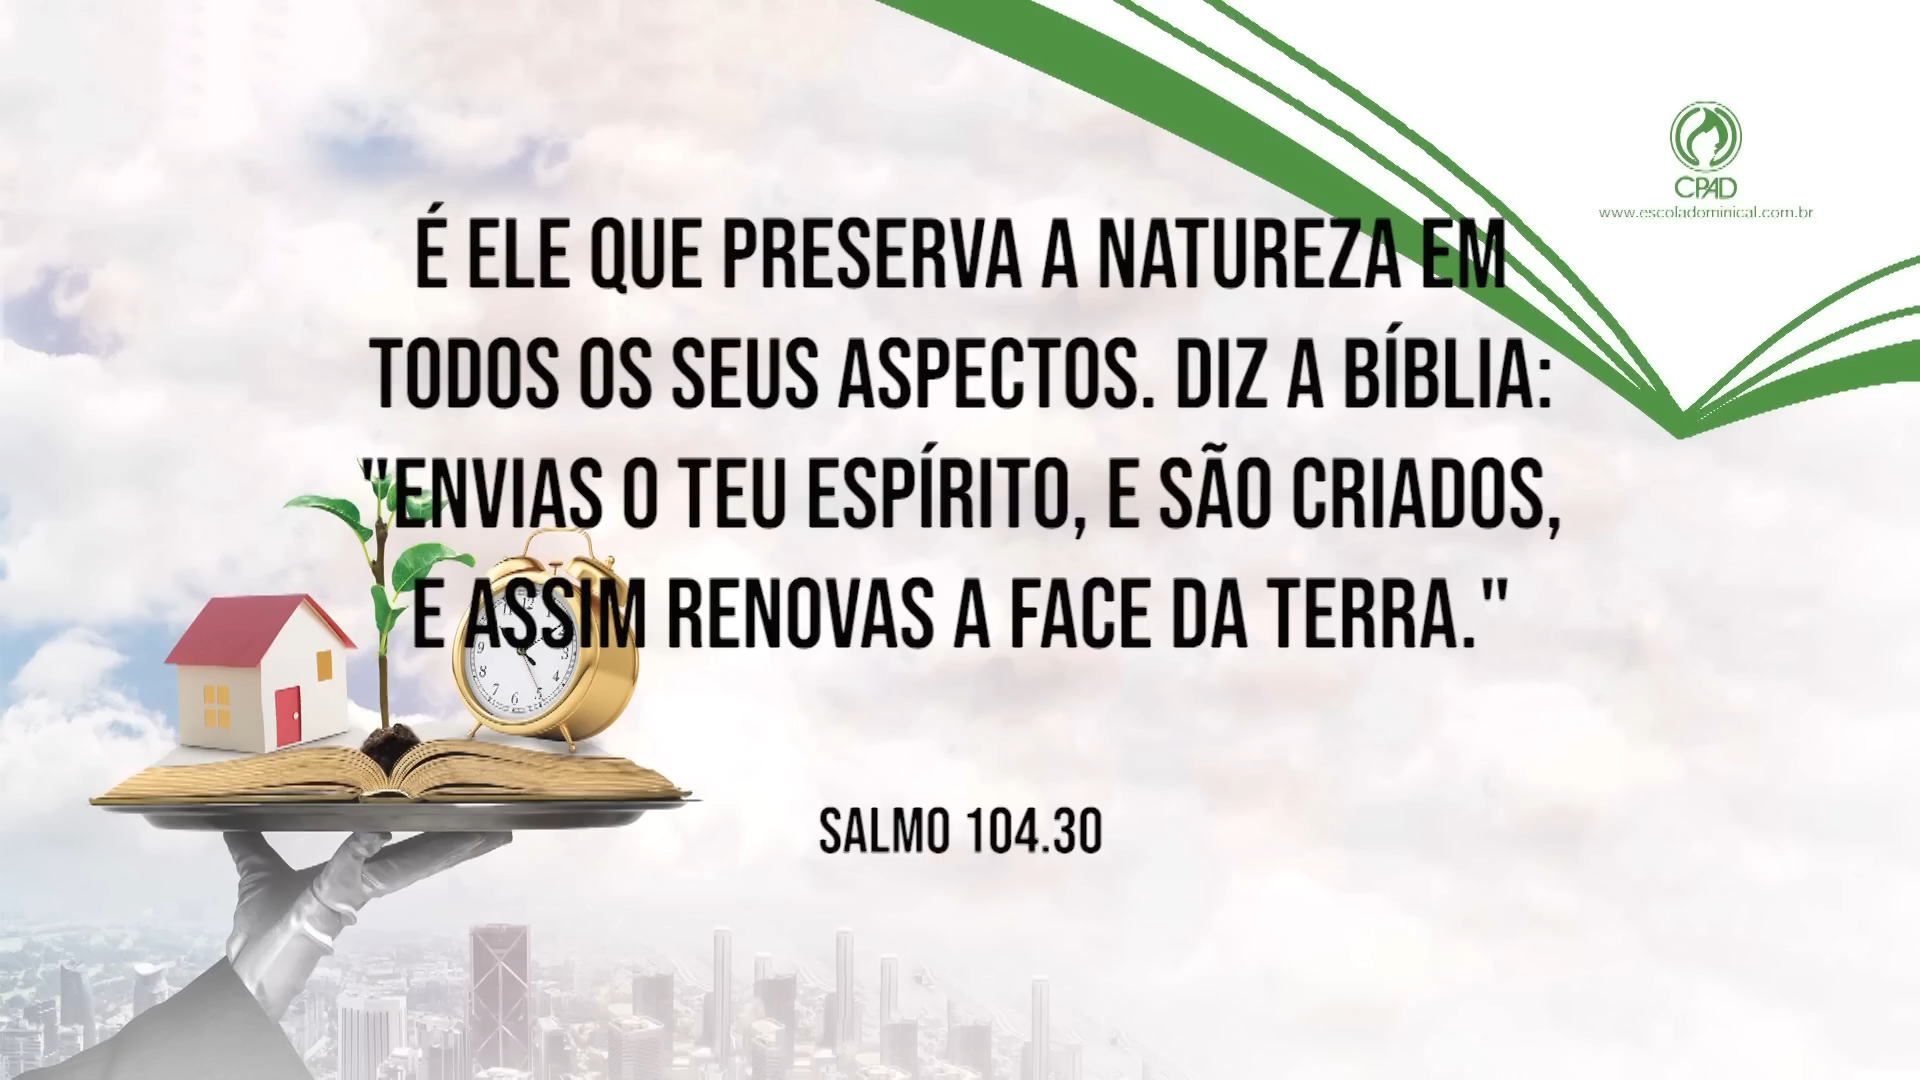 CPAD
www.escoladominical.com.br
É ELE QUE PRESERVA A NATUREZA EM
TODOS OS SEUS ASPECTOS. DIZ A BÍBLIA:
"ENVIAS O TEU ESPÍRITO, E SÃO CRIADOS,
E ASSIM RENOVAS A FACE DA TERRA."
SALMO 104.30